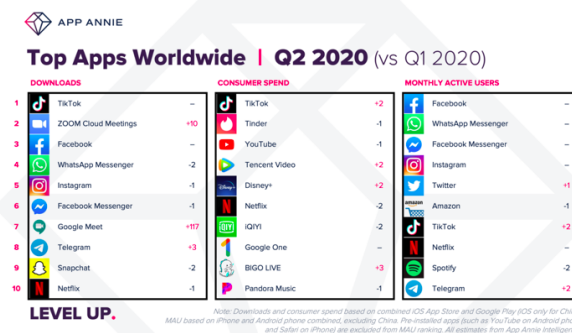 APP ANNIE
Top Apps Worldwide | Q2 2020 (vs Q1 2020)
DOWNLOADS
1 TikTok –
2 ZOOM Cloud Meetings +10
3 Facebook –
4 WhatsApp Messenger -2
5 Instagram -1
6 Facebook Messenger -1
7 Google Meet +117
8 Telegram +3
9 Snapchat -2
10 Netflix -1
CONSUMER SPEND
TikTok +2
Tinder -1
YouTube -1
Tencent Video +2
Disney+ Disney+ +2
Netflix -2
iQIYI iQIYI -2
Google One –
BIGO LIVE +3
Pandora Music -1
MONTHLY ACTIVE USERS
Facebook –
WhatsApp Messenger –
Facebook Messenger –
Instagram –
Twitter +1
amazon Amazon -1
TikTok +2
Netflix –
Spotify -2
Telegram +2
LEVEL UP.
Note: Downloads and consumer spend based on combined iOS App Store and Google Play (iOS only for Chi
MAU based on iPhone and Android phone combined, excluding China. Pre-installed apps (such as YouTube on Android pho
and Safari on iPhone) are excluded from MAU ranking. All estimates from App Annie Intellige